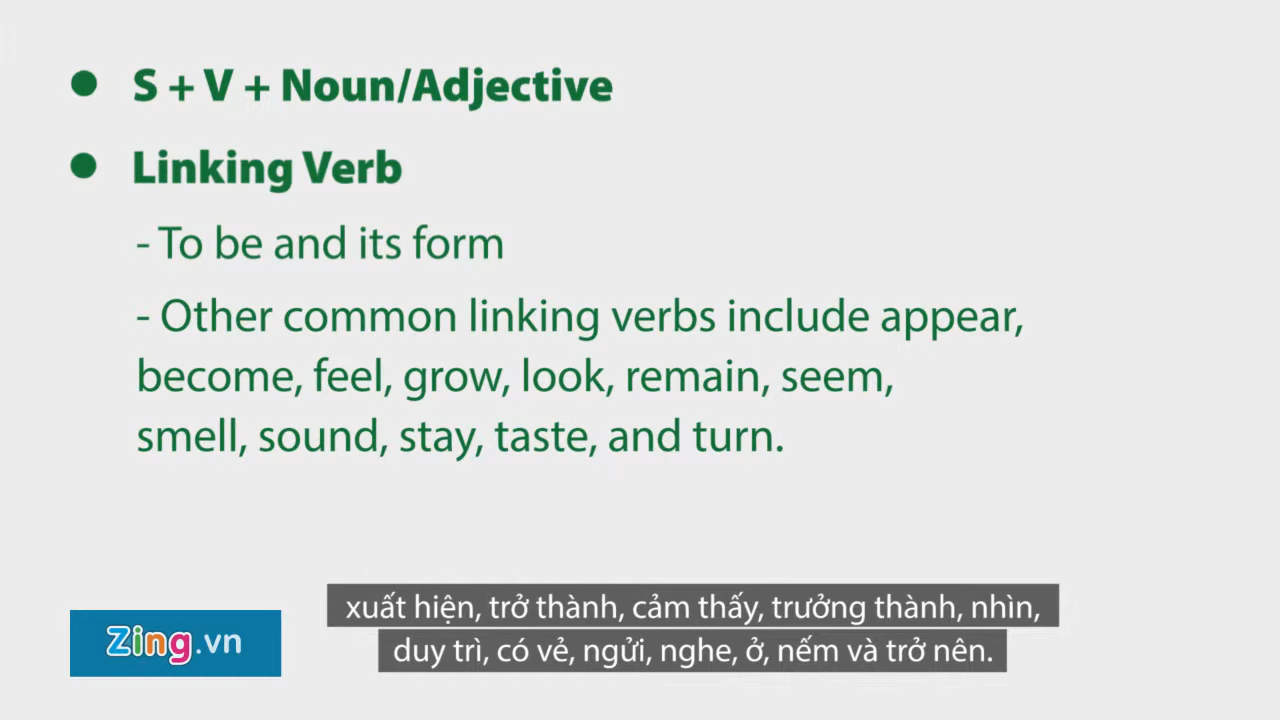 ● S + V + Noun/Adjective
● Linking Verb
- To be and its form
- Other common linking verbs include appear,
become, feel, grow, look, remain, seem,
smell, sound, stay, taste, and turn.
xuất hiện, trở thành, cảm thấy, trưởng thành, nhìn,
duy trì, có vẻ, ngửi, nghe, ở, nếm và trở nên.
Zing.vn